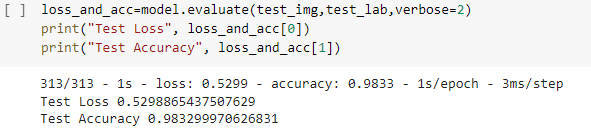 [ ] loss_and_acc=model.evaluate(test_img,test_lab,verbose=2)
print("Test Loss", loss_and_acc[0])
print("Test Accuracy", loss_and_acc[1])
313/313 - 1s - loss: 0.5299 - accuracy: 0.9833 - 1s/epoch - 3ms/step
Test Loss 0.5298865437507629
Test Accuracy 0.983299970626831